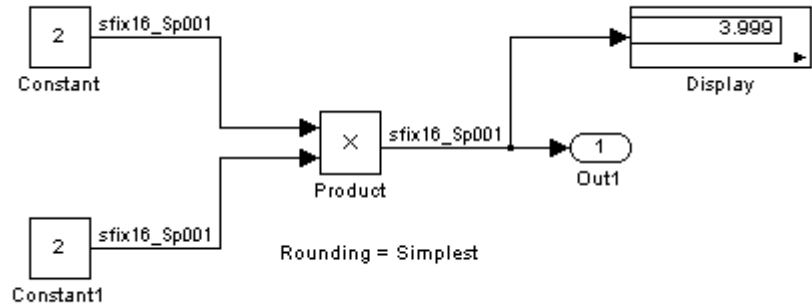 2
sfix16_Sp001
Constant
3.999
Display
×
sfix16_Sp001
Product
1
Out1
2
sfix16_Sp001
Constant1
Rounding = Simplest